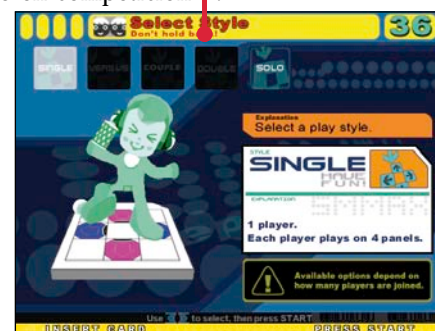 Select Style
36
Don't hold b
SINGLE
VERSUS
COUPLE
DOUBLE
SOLO
Explanation
Select a play style.
STYLE
SINGLE
HAVE
FUN!
EXPLANATION
1 player.
Each player plays on 4 panels.
Available options depend on
how many players are joined.
Use to select, then press START
INSERT CARD
PRESS START